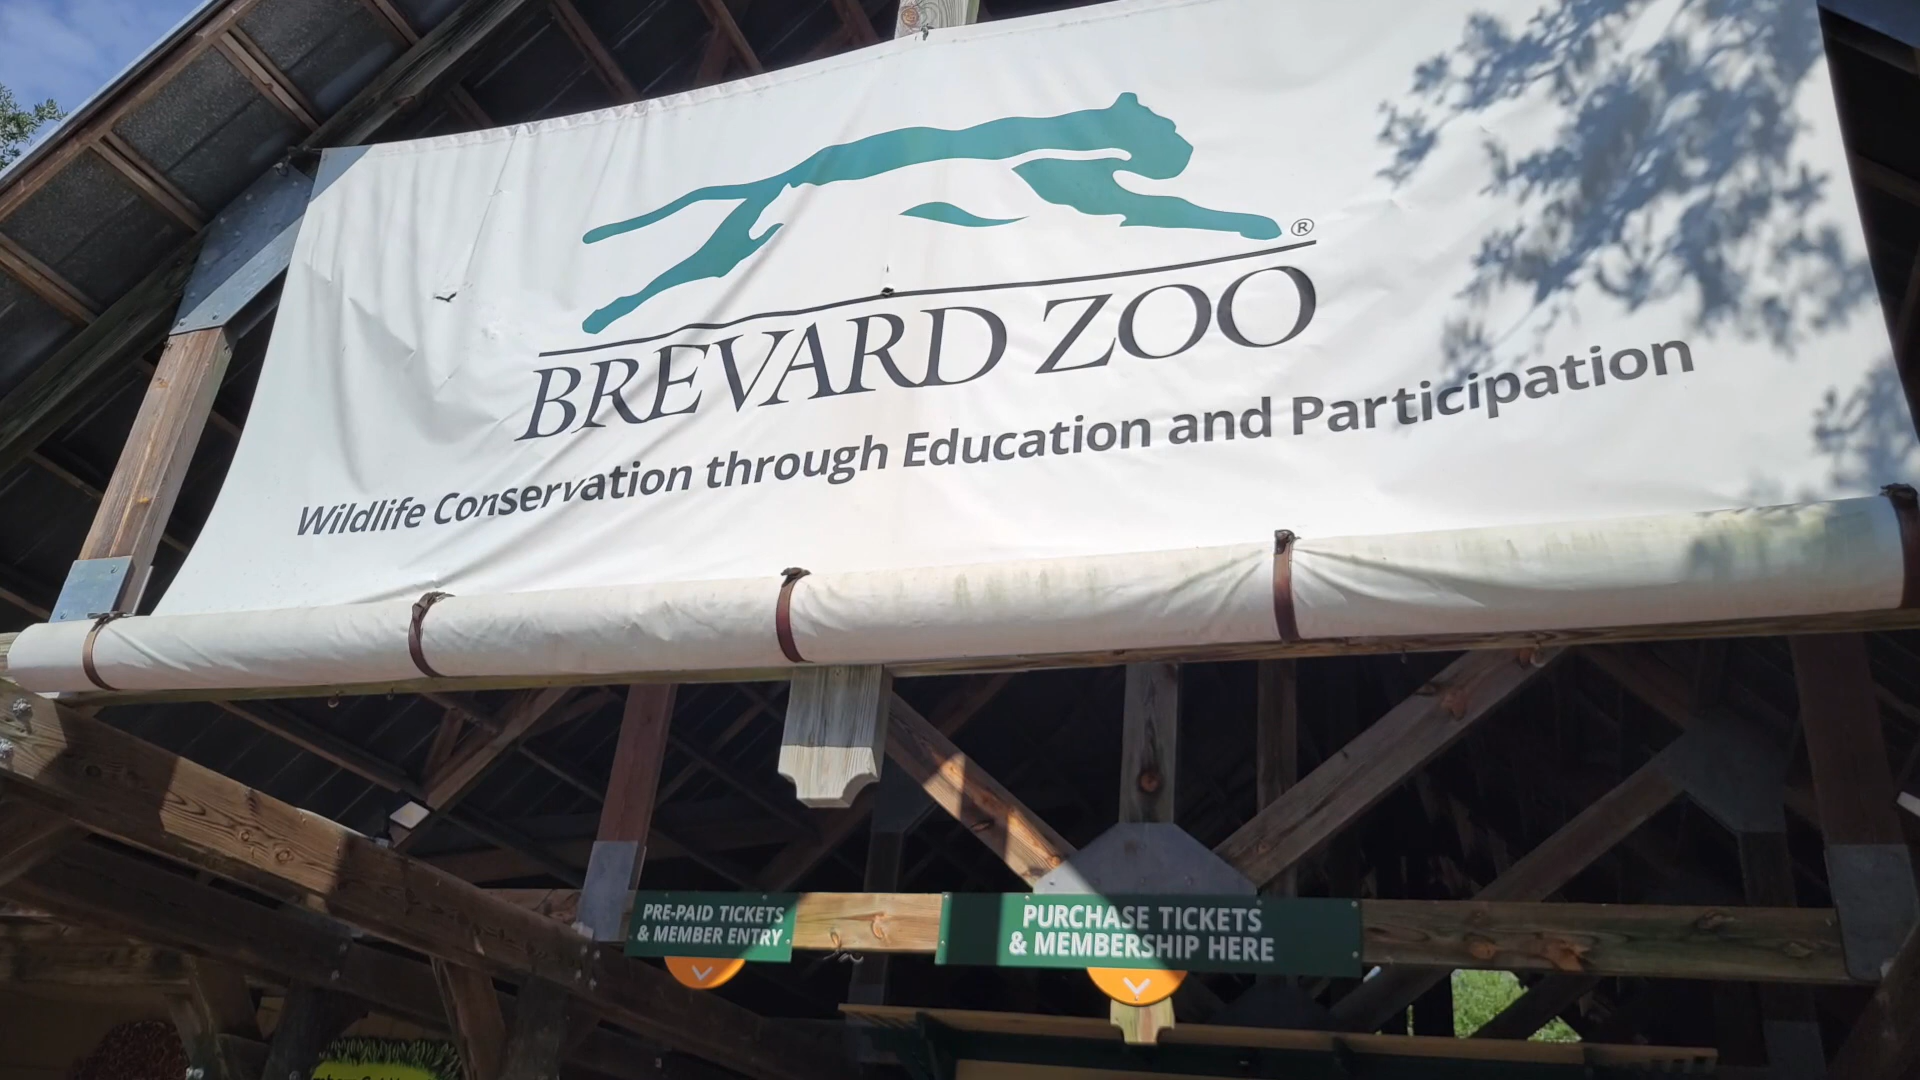 ®
BREVARD ZOO
Wildlife Conservation through Education and Participation
PRE-PAID TICKETS
& MEMBER ENTRY
PURCHASE TICKETS
& MEMBERSHIP HERE